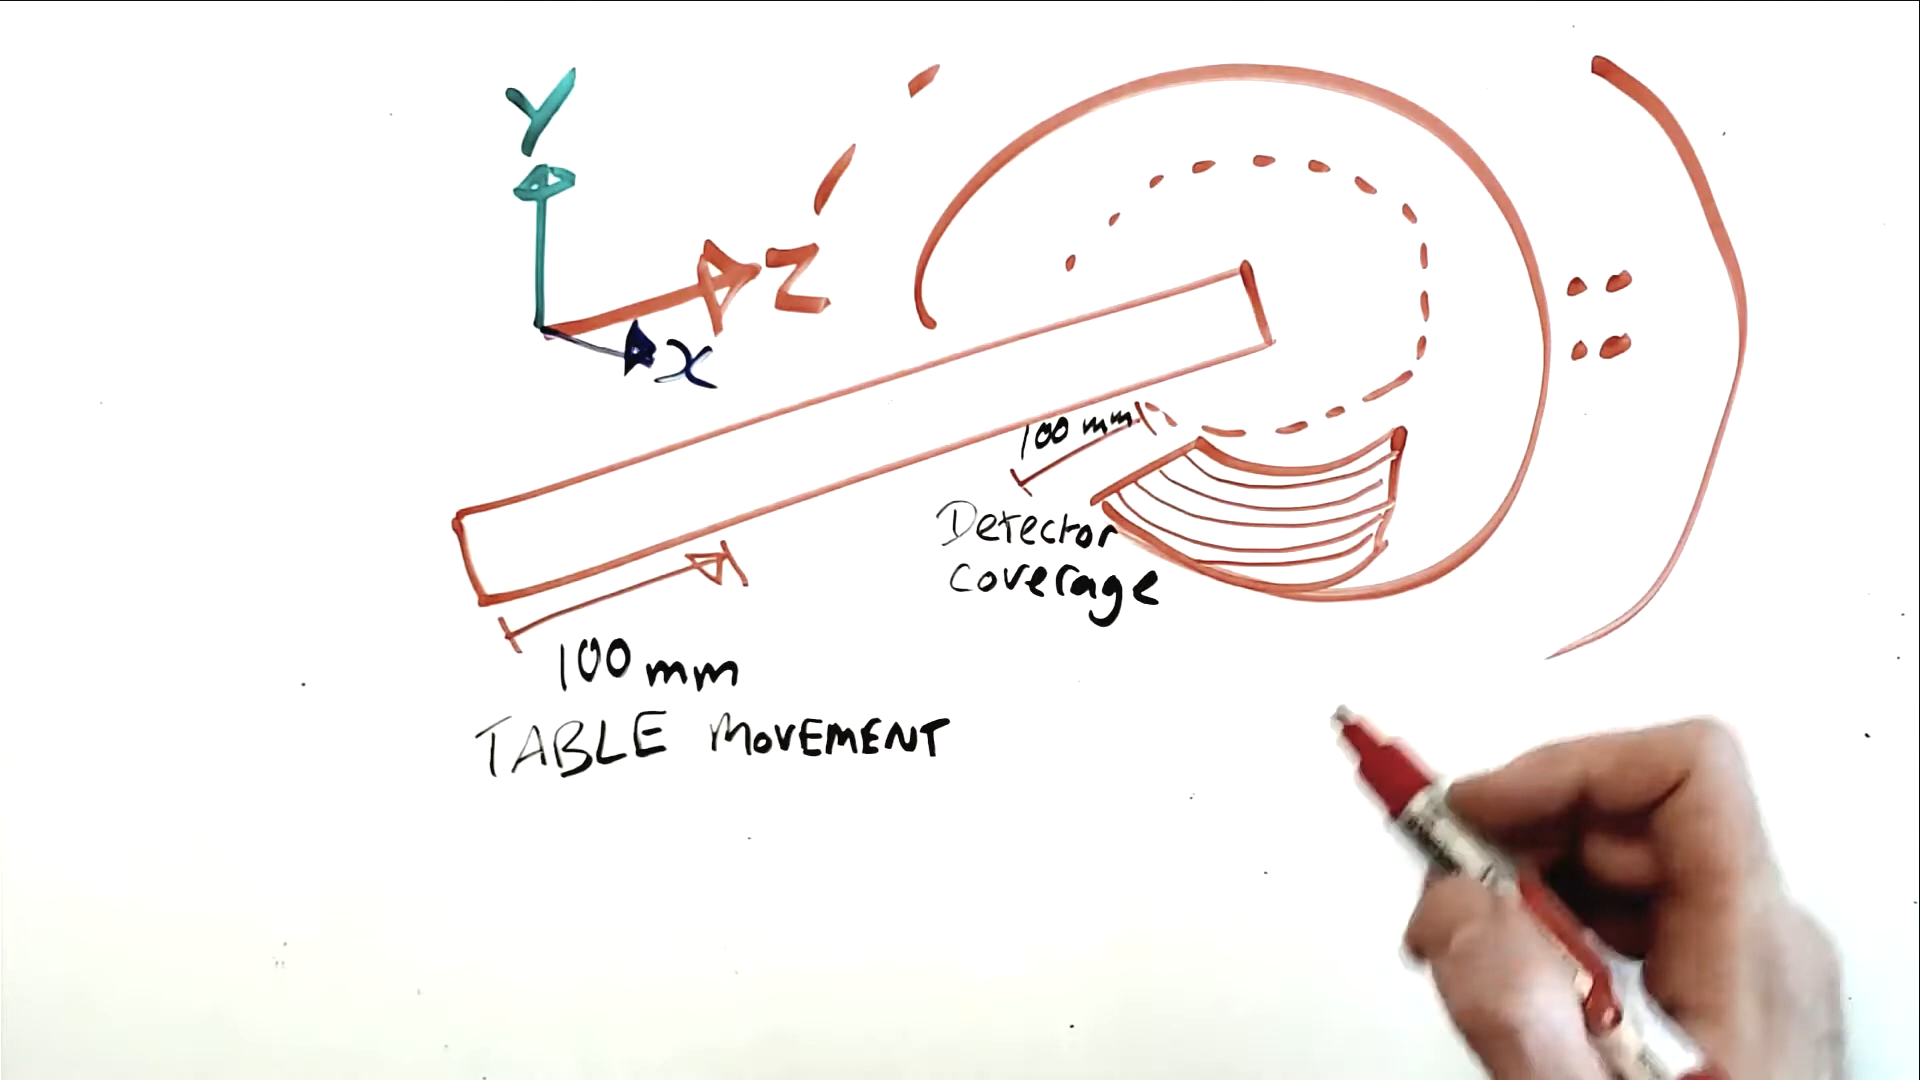 Y
Z
X
100 mm
Detector
coverage
100 mm
TABLE MOVEMENT